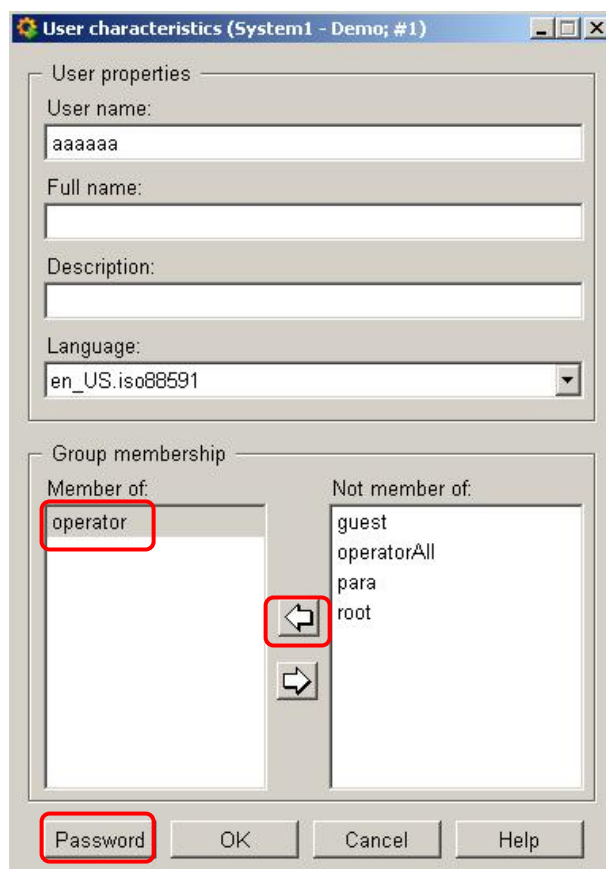 User characteristics (System1 - Demo; #1)
User properties
User name:
aaaaaa
Full name:
Description:
Language:
en_US.iso88591
Group membership
Member of:
operator
Not member of:
guest
operatorAll
para
root
Password
OK
Cancel
Help